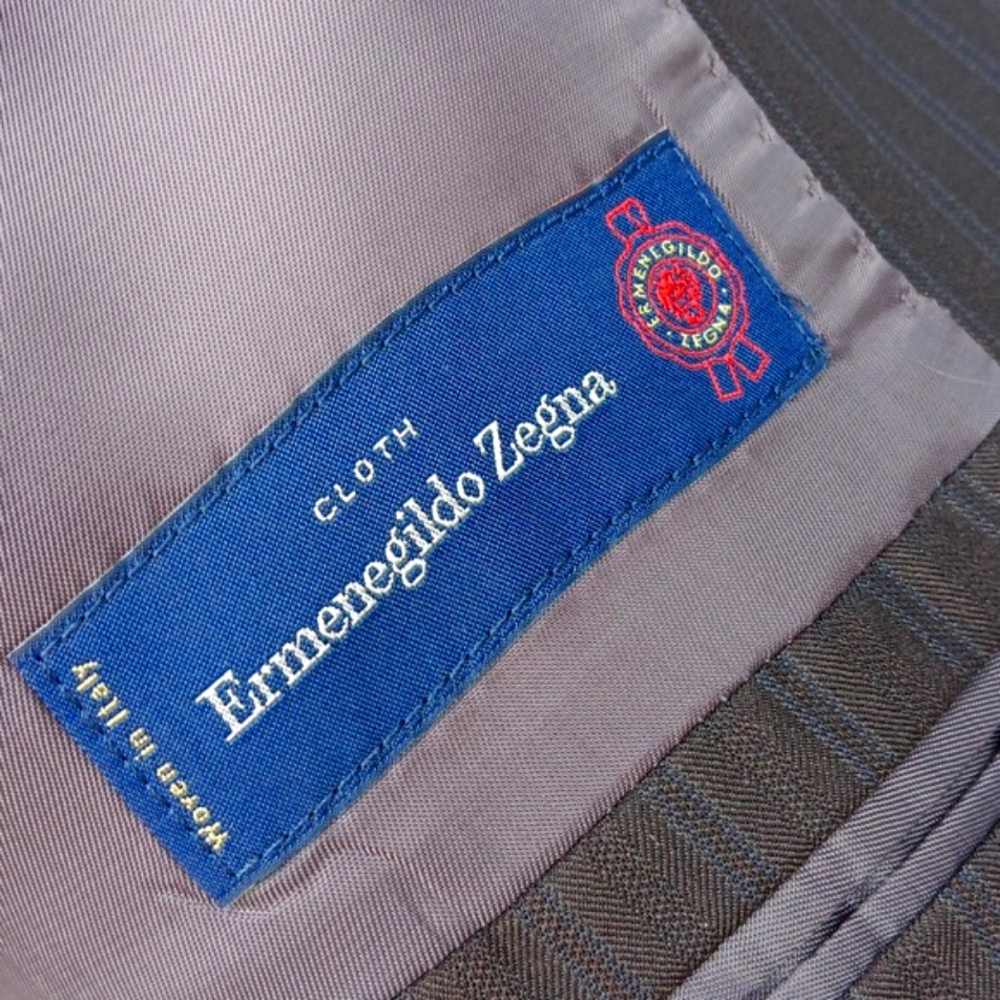 CLOTH
Ermenegildo Zegna
Woven in Italy
ERMENEGILDO
ZEGNA